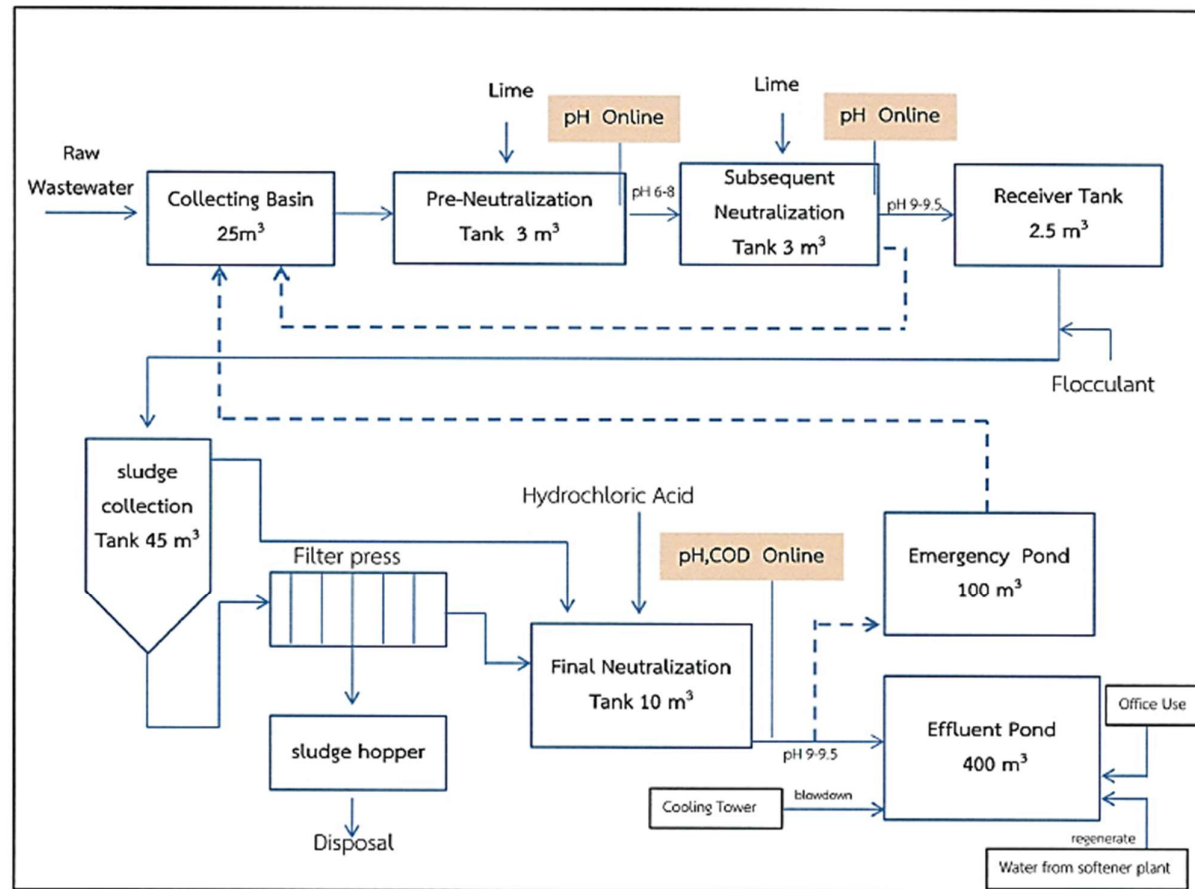 Lime
Lime
pH Online
pH Online
Raw
Wastewater
Collecting Basin
25m³
Pre-Neutralization
Tank 3 m³
pH 6-8
Subsequent
Neutralization
Tank 3 m³
pH 9-9.5
Receiver Tank
2.5 m³
Flocculant
sludge
collection
Tank 45 m³
Filter press
Hydrochloric Acid
pH,COD Online
Emergency Pond
100 m³
Final Neutralization
Tank 10 m³
sludge hopper
Disposal
pH 9-9.5
Effluent Pond
400 m³
Office Use
Cooling Tower
blowdown
regenerate
Water from softener plant